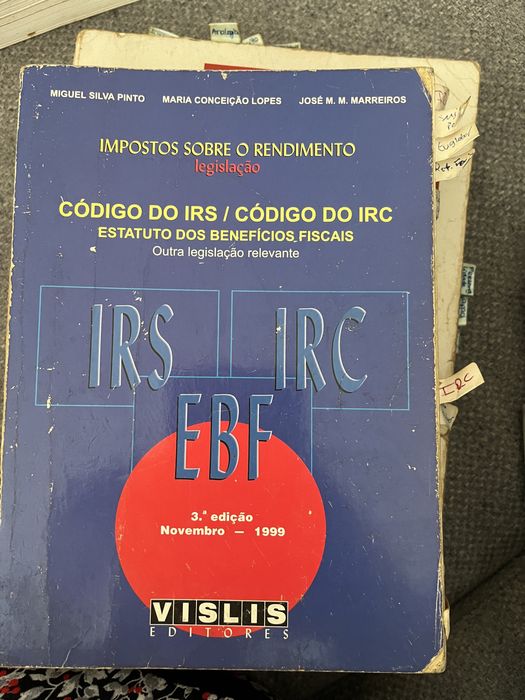 MIGUEL SILVA PINTO MARIA CONCEIÇÃO LOPES JOSÉ M. M. MARREIROS
IMPOSTOS SOBRE O RENDIMENTO
legislação
CÓDIGO DO IRS / CÓDIGO DO IRC
ESTATUTO DOS BENEFÍCIOS FISCAIS
Outra legislação relevante
IRS IRC
EBF
3.ª edição
Novembro — 1999
VISLIS
EDITORES
IRC